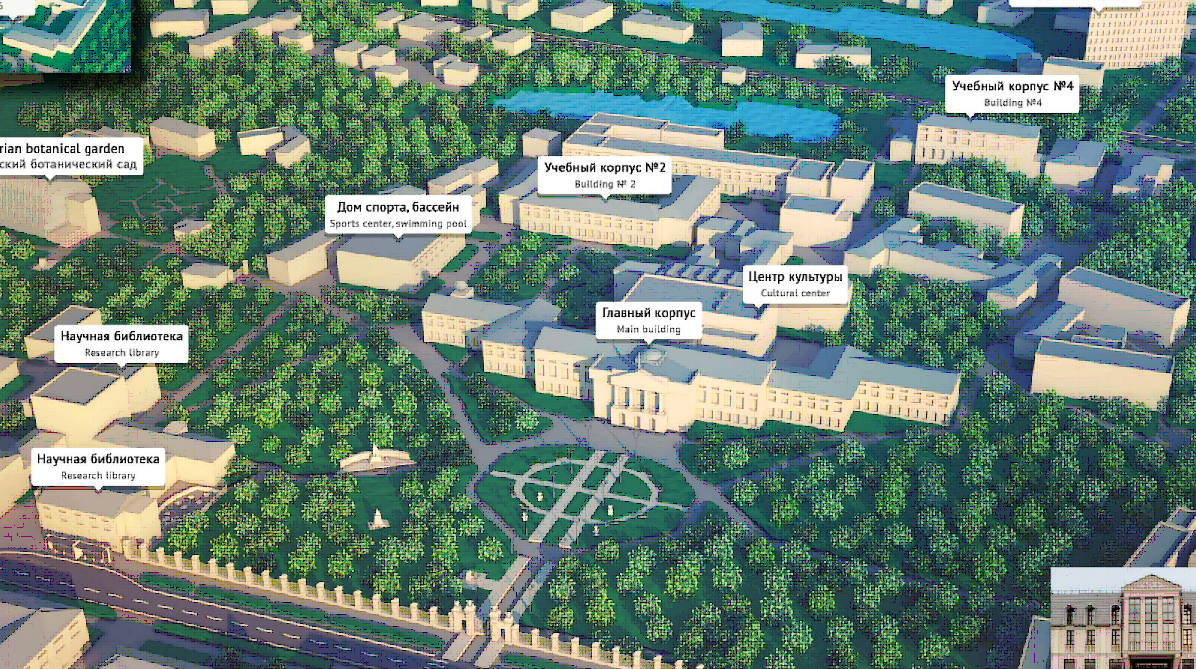 Учебный корпус №4
Building №4
rian botanical garden
ский ботанический сад
Учебный корпус №2
Building № 2
Дом спорта, бассейн
Sports center, swimming pool
Центр культуры
Cultural center
Главный корпус
Main building
Научная библиотека
Research library
Научная библиотека
Research library